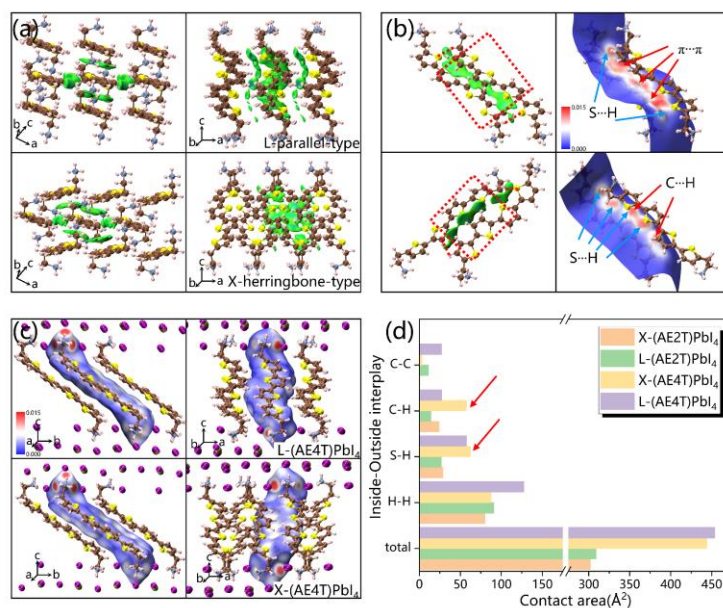 (a)
b
c
a
c
b
a
L-parallel-type
b
c
a
c
b
a
X-herringbone-type
(b)
π···π
0.015
0.000
S···H
C···H
S···H
(c)
0.015
0.000
c
a
b
c
b
a
L-(AE4T)PbI₄
c
a
b
c
b
a
X-(AE4T)PbI₄
(d)
Inside-Outside interplay
C-C
C-H
S-H
H-H
total
X-(AE2T)PbI₄
L-(AE2T)PbI₄
X-(AE4T)PbI₄
L-(AE4T)PbI₄
0 50 100 150 300 350 400 450
Contact area(Å²)